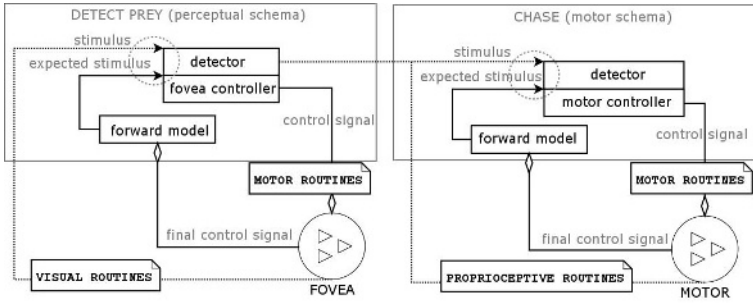 DETECT PREY (perceptual schema)
stimulus
expected stimulus
detector
fovea controller
control signal
forward model
MOTOR ROUTINES
final control signal
VISUAL ROUTINES
FOVEA
CHASE (motor schema)
stimulus
expected stimulus
detector
motor controller
control signal
forward model
MOTOR ROUTINES
final control signal
PROPRIOCEPTIVE ROUTINES
MOTOR